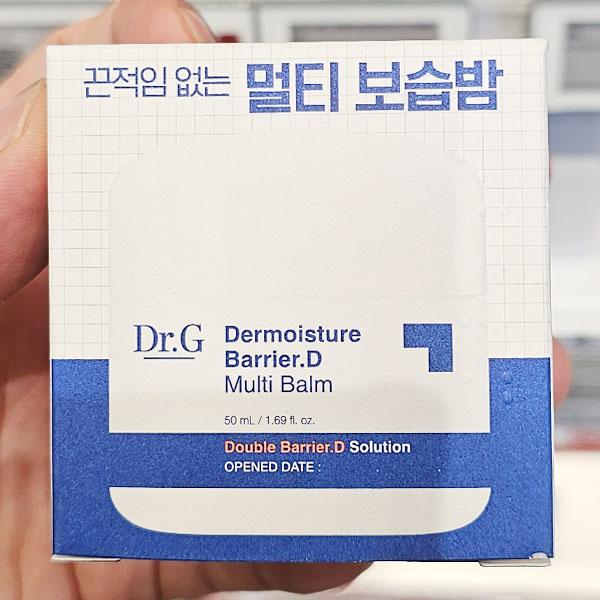 끈적임 없는 멀티 보습밤
Dr.G
Dermoisture
Barrier.D
Multi Balm
50 mL / 1.69 fl. oz.
Double Barrier.D Solution
OPENED DATE :